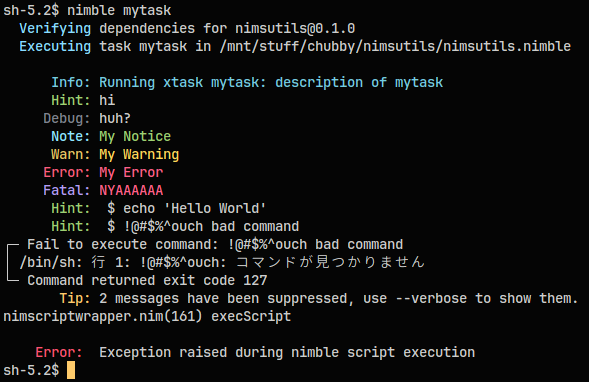 sh-5.2$ nimble mytask
Verifying dependencies for nimsutils@0.1.0
Executing task mytask in /mnt/stuff/chubby/nimsutils/nimsutils.nimble
Info: Running xtask mytask: description of mytask
Hint: hi
Debug: huh?
Note: My Notice
Warn: My Warning
Error: My Error
Fatal: NYAAAAAA
Hint:  $ echo 'Hello World'
Hint:  $ !@#$%^ouch bad command
Fail to execute command: !@#$%^ouch bad command
/bin/sh: 行 1: !@#$%^ouch: コマンドが見つかりません
Command returned exit code 127
Tip: 2 messages have been suppressed, use --verbose to show them.
nimscriptwrapper.nim(161) execScript
Error:  Exception raised during nimble script execution
sh-5.2$